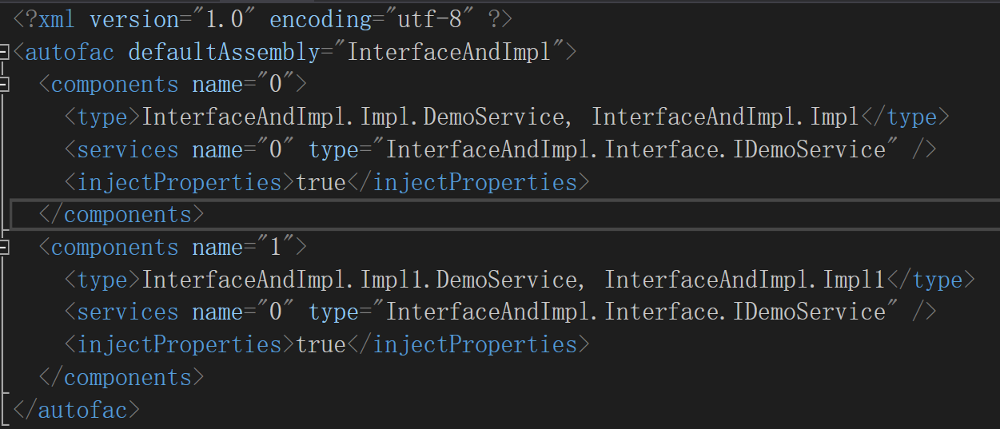 <?xml version="1.0" encoding="utf-8" ?>
<autofac defaultAssembly="InterfaceAndImpl">
<components name="0">
<type>InterfaceAndImpl.Impl.DemoService, InterfaceAndImpl.Impl</type>
<services name="0" type="InterfaceAndImpl.Interface.IDemoService" />
<injectProperties>true</injectProperties>
</components>
<components name="1">
<type>InterfaceAndImpl.Impl1.DemoService, InterfaceAndImpl.Impl1</type>
<services name="0" type="InterfaceAndImpl.Interface.IDemoService" />
<injectProperties>true</injectProperties>
</components>
</autofac>